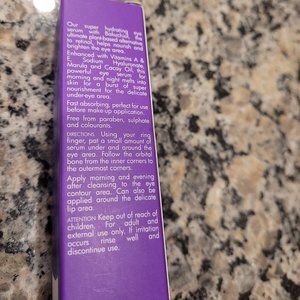 Our super hydrating eye
serum with Bakuchiol, the
ultimate plant-based alternative
to retinol, helps nourish and
brighten the eye area.
Enhanced with Vitamins A &
E, Sodium Hyaluronate,
Marula and Cacay Oil, this
powerful eye serum for
morning and night melts into
skin for a burst of super
nourishment for the delicate
under-eye area.
Fast absorbing, perfect for use
before make up application.
Free from paraben, sulphate
and colourants.
DIRECTIONS Using your ring
finger, pat a small amount of
serum under and around the
eye area. Follow the orbital
bone from the inner corners to
the outermost corners.
Apply morning and evening
after cleansing to the eye
contour area. Can also be
applied around the delicate
lip area.
ATTENTION Keep out of reach of
children. For adult and
external use only. If irritation
occurs rinse well and
discontinue use.